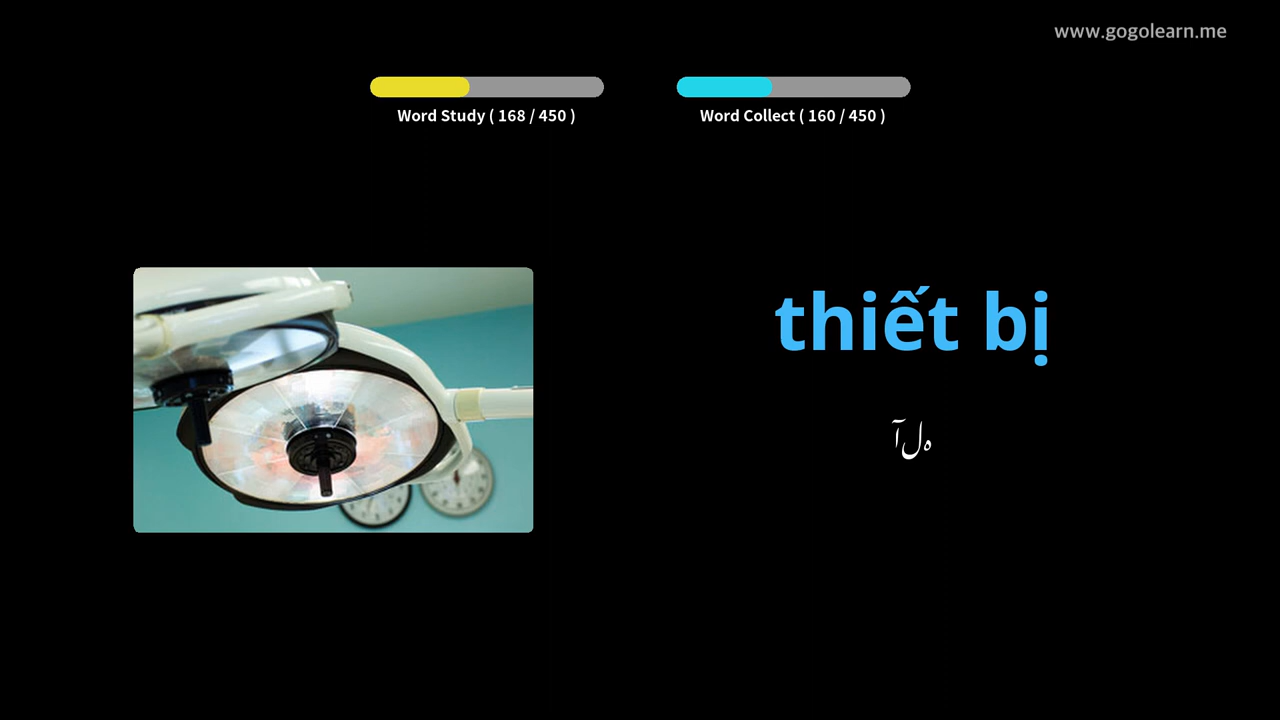 www.gogolearn.me
Word Study ( 168 / 450 )
Word Collect ( 160 / 450 )
thiết bị
آلہ